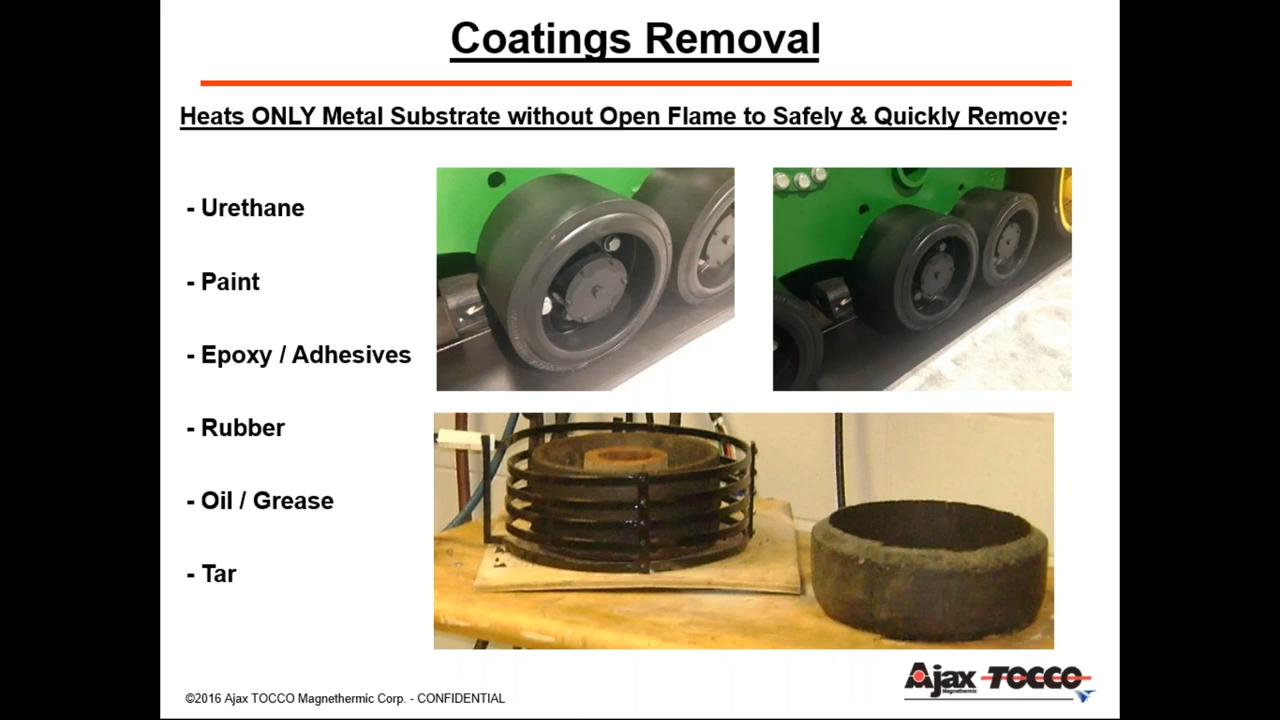 Coatings Removal
Heats ONLY Metal Substrate without Open Flame to Safely & Quickly Remove:
- Urethane
- Paint
- Epoxy / Adhesives
- Rubber
- Oil / Grease
- Tar
©2016 Ajax TOCCO Magnethermic Corp. - CONFIDENTIAL
Ajax TOCCO
Magnethermic